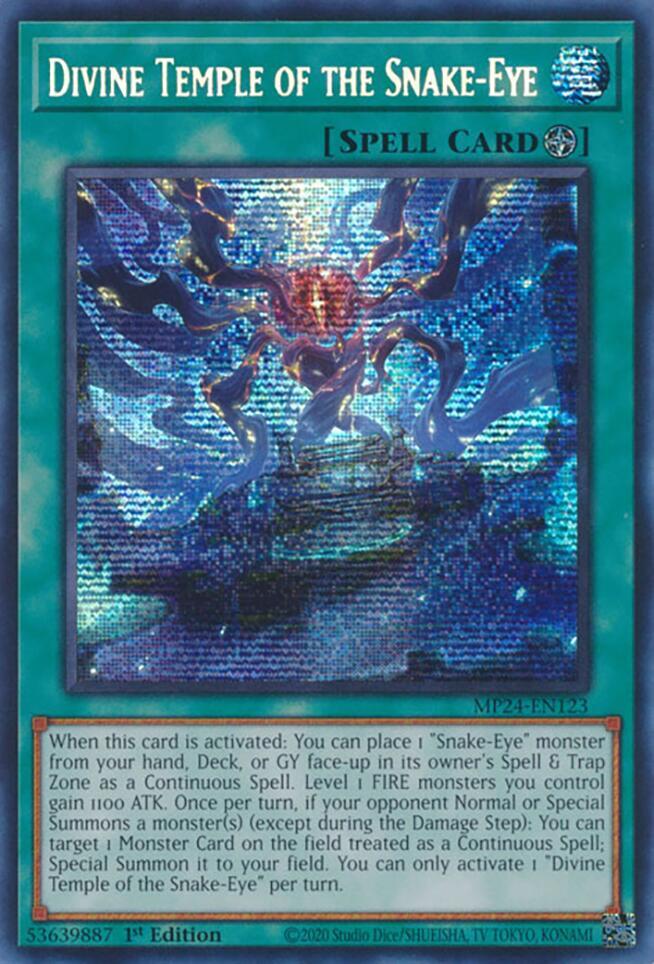 DIVINE TEMPLE OF THE SNAKE-EYE
[SPELL CARD]
MP24-EN123
When this card is activated: You can place 1 "Snake-Eye" monster
from your hand, Deck, or GY face-up in its owner's Spell & Trap
Zone as a Continuous Spell. Level 1 FIRE monsters you control
gain 1100 ATK. Once per turn, if your opponent Normal or Special
Summons a monster(s) (except during the Damage Step): You can
target 1 Monster Card on the field treated as a Continuous Spell;
Special Summon it to your field. You can only activate 1 "Divine
Temple of the Snake-Eye" per turn.
53639887 1st Edition ©2020 Studio Dice/SHUEISHA, TV TOKYO, KONAMI